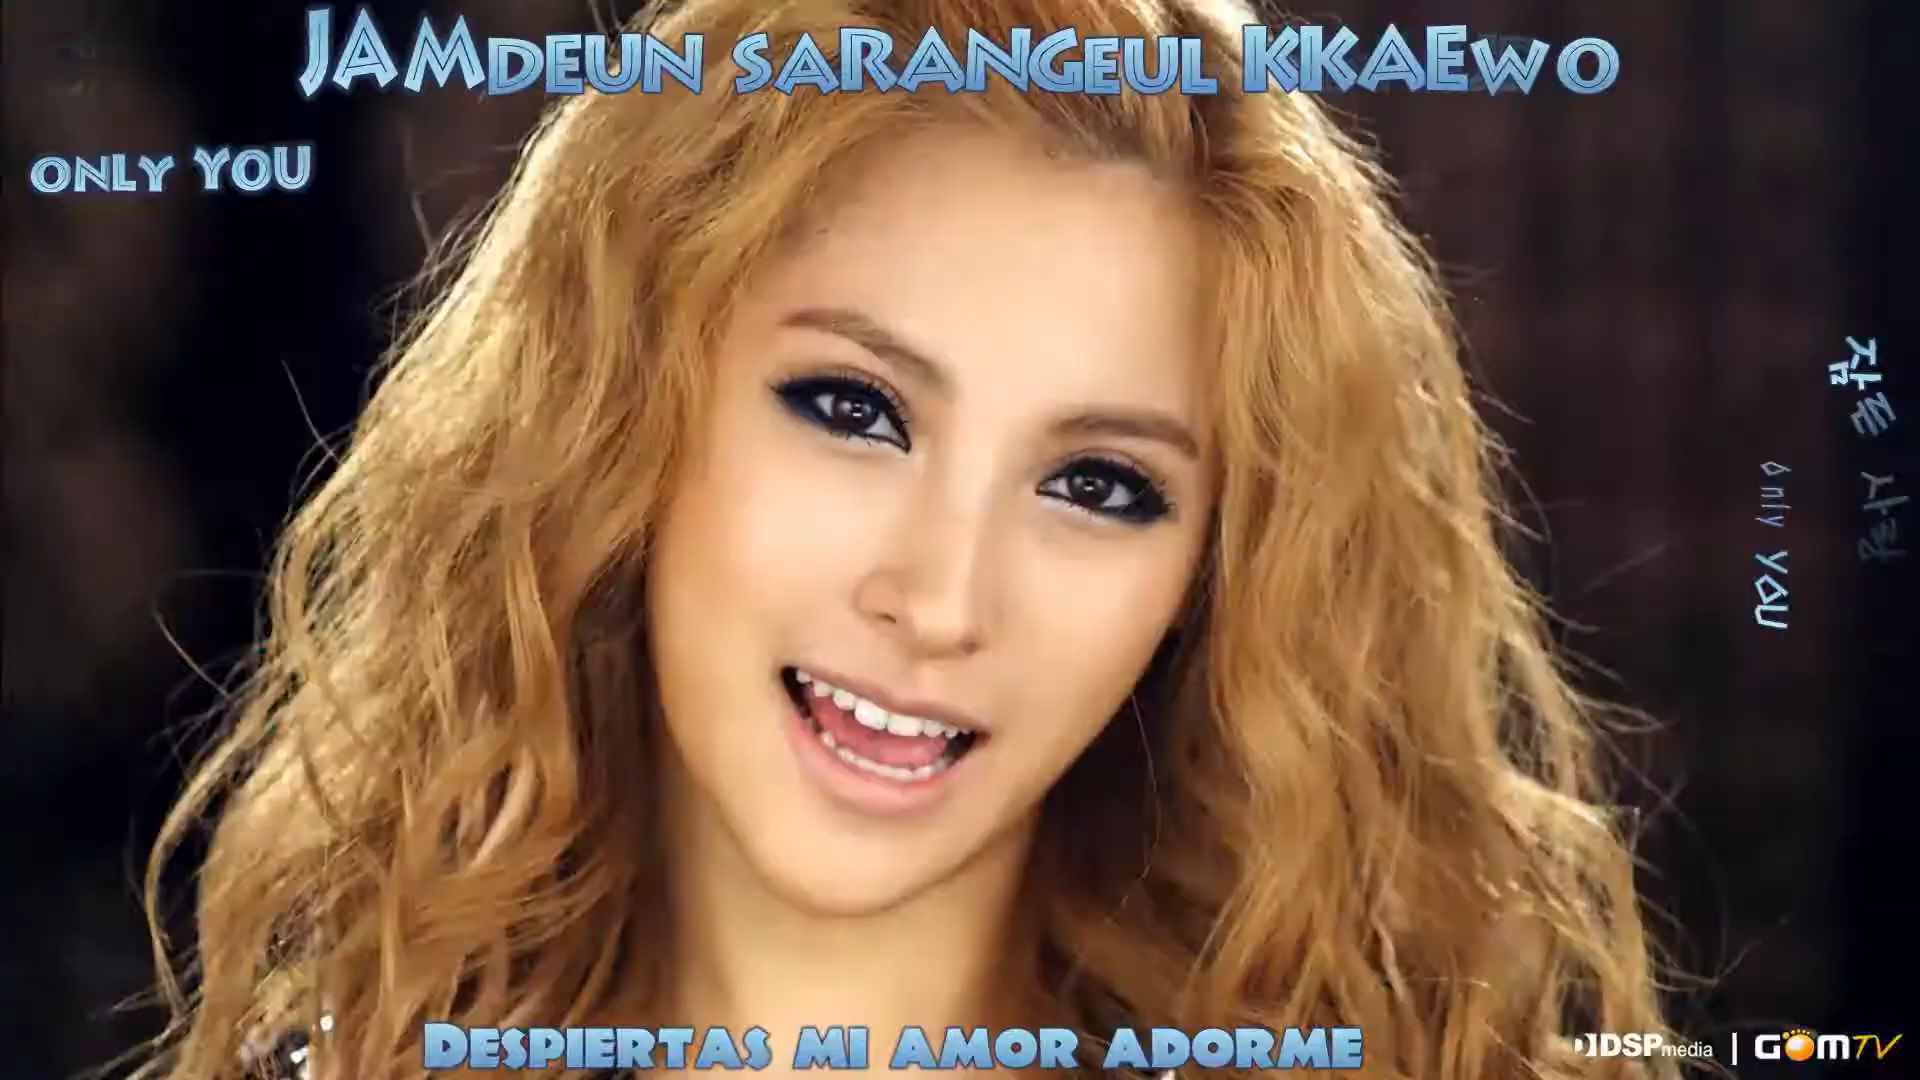 JAMDEUN SARANGEUL KKAEWO
ONLY YOU
잠든 사랑
only you
DESPIERTAS MI AMOR ADORME
DSPmedia | GOMTV